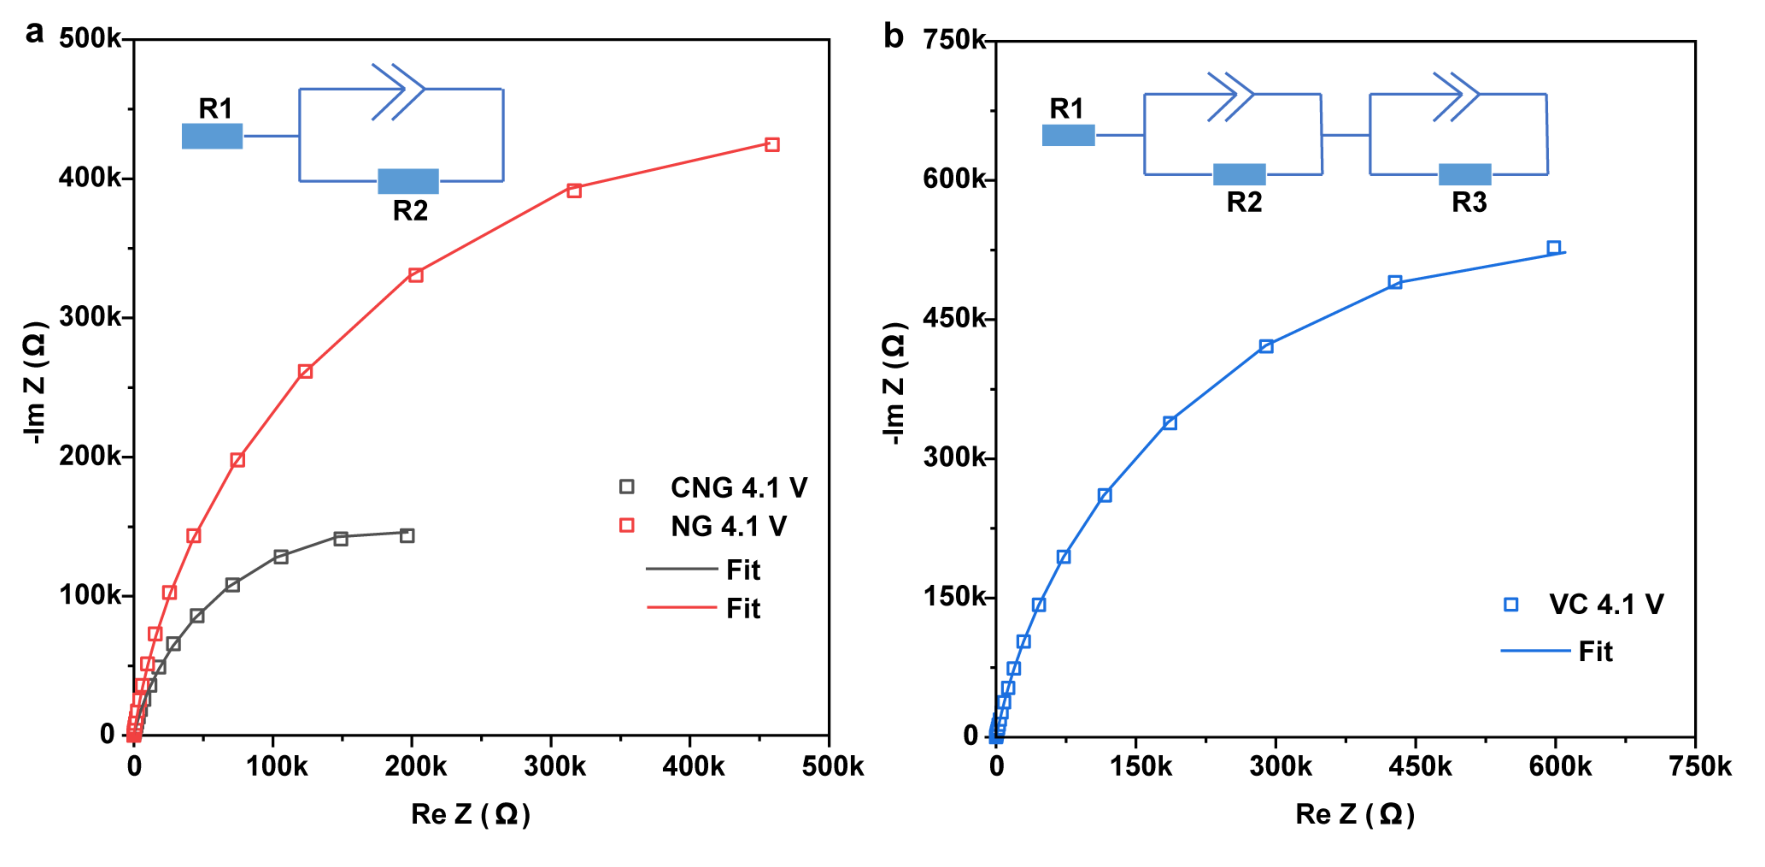 a
500k
400k
300k
200k
100k
0
-Im Z (Ω)
R1
R2
CNG 4.1 V
NG 4.1 V
Fit
Fit
0 100k 200k 300k 400k 500k
Re Z (Ω)
b
750k
600k
450k
300k
150k
0
-Im Z (Ω)
R1
R2 R3
VC 4.1 V
Fit
0 150k 300k 450k 600k 750k
Re Z (Ω)